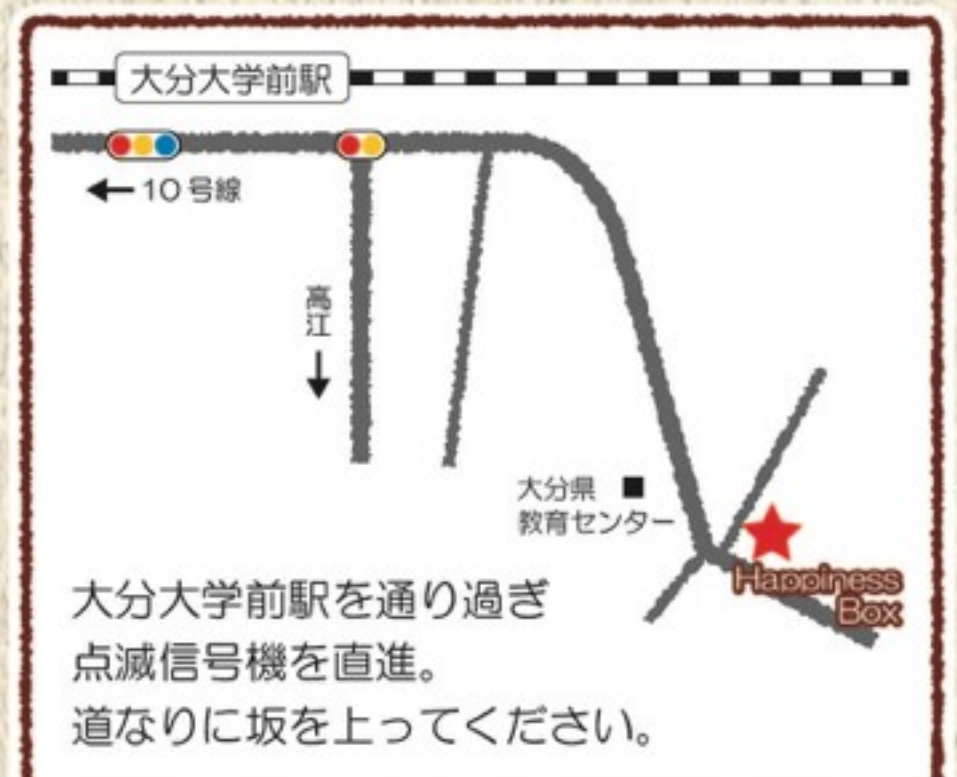 大分大学前駅
← 10号線
高江
↓
大分県 ■
教育センター
Happiness
Box
大分大学前駅を通り過ぎ
点滅信号機を直進。
道なりに坂を上ってください。